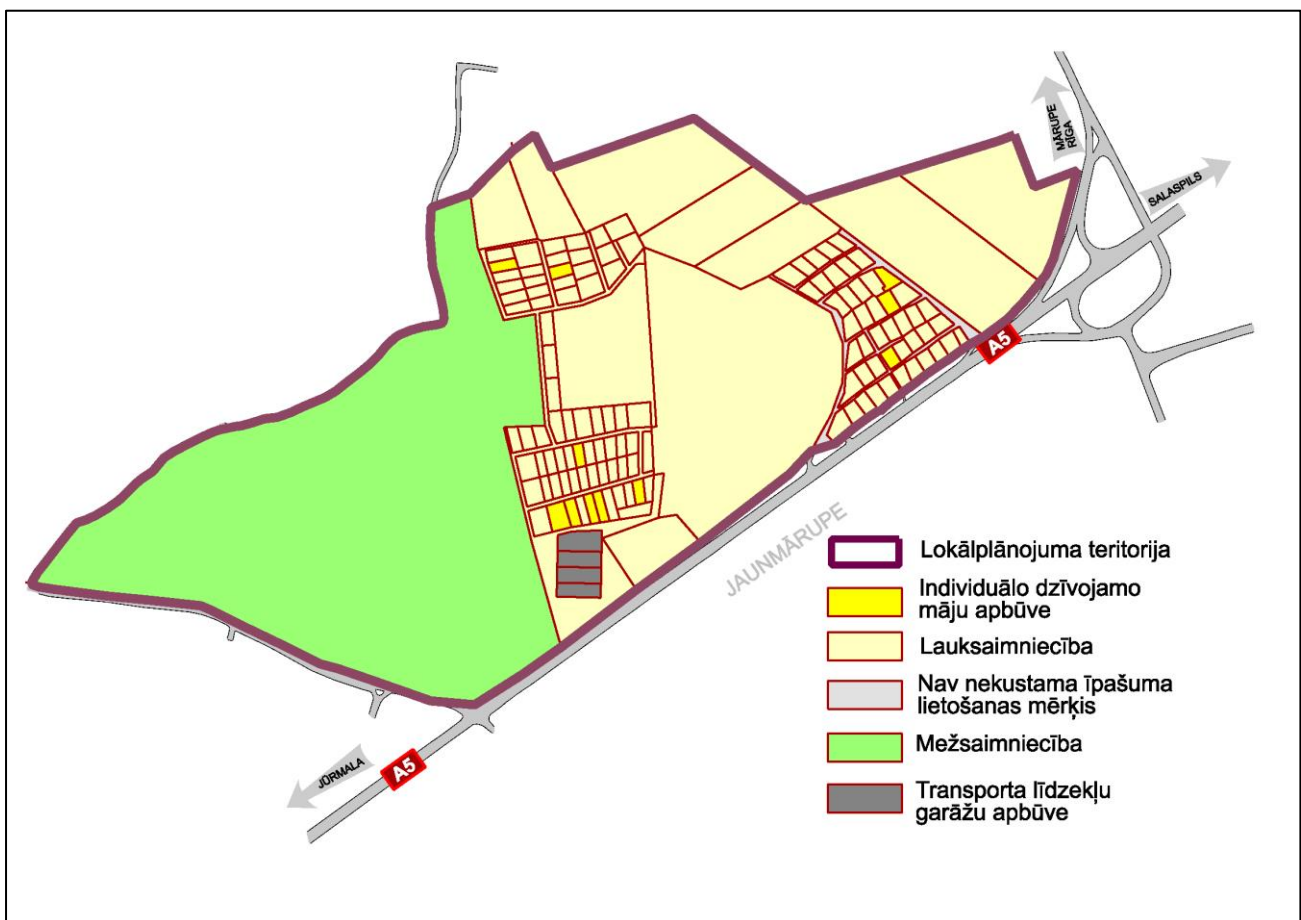 MĀRUPE
RĪGA
SALASPILS
A5
JAUNMĀRUPE
Lokālplānojuma teritorija
Individuālo dzīvojamo
māju apbūve
Lauksaimniecība
Nav nekustama īpašuma
lietošanas mērķis
Mežsaimniecība
Transporta līdzekļu
garāžu apbūve
JŪRMALA
A5